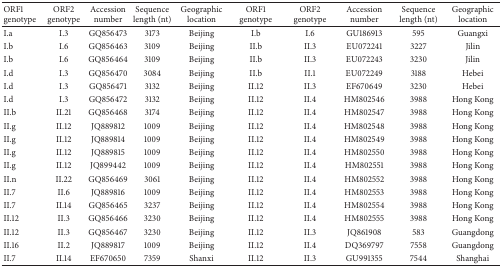 ORF1 genotype ORF2 genotype Accession number Sequence length (nt) Geographic location ORF1 genotype ORF2 genotype Accession number Sequence length (nt) Geographic location
I.a I.3 GQ856473 3173 Beijing I.b I.6 GU186913 595 Guangxi
I.b I.6 GQ856463 3109 Beijing II.b II.3 EU072241 3227 Jilin
I.b I.6 GQ856464 3109 Beijing II.b II.3 EU072243 3230 Jilin
I.d I.3 GQ856470 3084 Beijing II.b II.1 EU072249 3188 Hebei
I.d I.3 GQ856471 3132 Beijing II.12 II.3 EF670649 3230 Hebei
I.d I.3 GQ856472 3132 Beijing II.12 II.4 HM802546 3988 Hong Kong
II.b II.21 GQ856468 3174 Beijing II.12 II.4 HM802547 3988 Hong Kong
II.g II.12 JQ889812 1009 Beijing II.12 II.4 HM802548 3988 Hong Kong
II.g II.12 JQ889814 1009 Beijing II.12 II.4 HM802549 3988 Hong Kong
II.g II.12 JQ889815 1009 Beijing II.12 II.4 HM802550 3988 Hong Kong
II.g II.12 JQ899442 1009 Beijing II.12 II.4 HM802551 3988 Hong Kong
II.n II.22 GQ856469 3061 Beijing II.12 II.4 HM802552 3988 Hong Kong
II.7 II.6 JQ889816 1009 Beijing II.12 II.4 HM802553 3988 Hong Kong
II.7 II.14 GQ856465 3237 Beijing II.12 II.4 HM802554 3988 Hong Kong
II.12 II.3 GQ856466 3230 Beijing II.12 II.4 HM802555 3988 Hong Kong
II.12 II.3 GQ856467 3230 Beijing II.12 II.3 JQ861908 583 Guangdong
II.16 II.2 JQ889817 1009 Beijing II.12 II.4 DQ369797 7558 Guangdong
II.7 II.14 EF670650 7359 Shanxi II.12 II.3 GU991355 7544 Shanghai